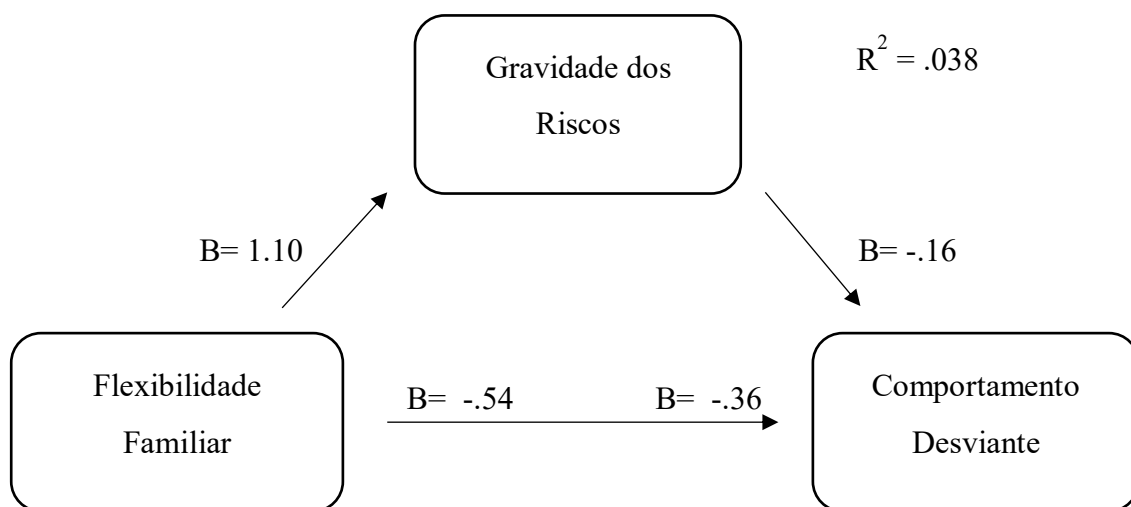 Gravidade dos
Riscos
R² = .038
B= 1.10
B= -.16
Flexibilidade
Familiar
B= -.54
B= -.36
Comportamento
Desviante